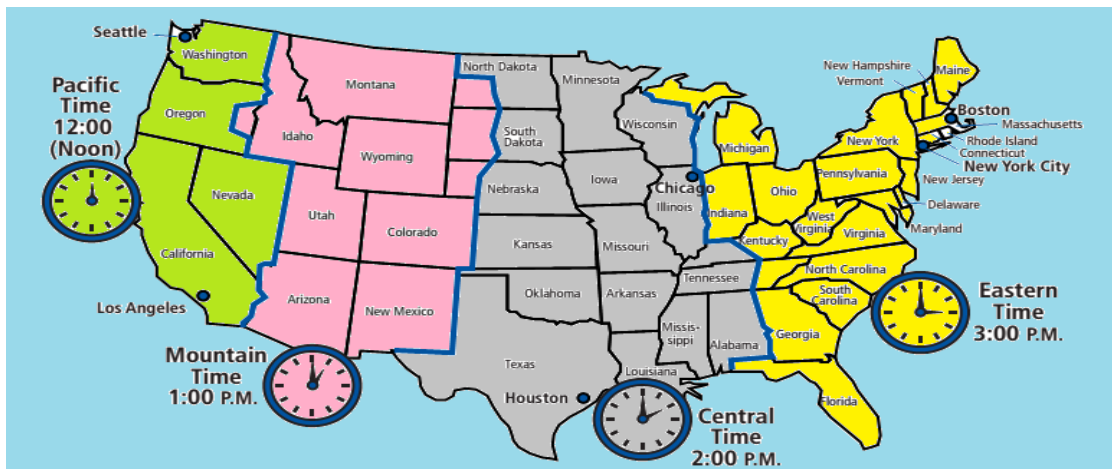 Seattle
Washington
Pacific
Time
12:00
(Noon)
Oregon
Idaho
Montana
Wyoming
Nevada
Utah
Colorado
California
Los Angeles
Arizona
New Mexico
Mountain
Time
1:00 P.M.
North Dakota
Minnesota
South
Dakota
Wisconsin
Nebraska
Iowa
Chicago
Illinois
Kansas
Missouri
Oklahoma
Arkansas
Tennessee
Missis-
sippi
Alabama
Texas
Louisiana
Houston
Central
Time
2:00 P.M.
New Hampshire
Vermont
Maine
Boston
Massachusetts
Rhode Island
Connecticut
New York City
New York
Michigan
Pennsylvania
New Jersey
Ohio
Indiana
Delaware
West
Virginia
Virginia
Maryland
Kentucky
North Carolina
South
Carolina
Georgia
Florida
Eastern
Time
3:00 P.M.